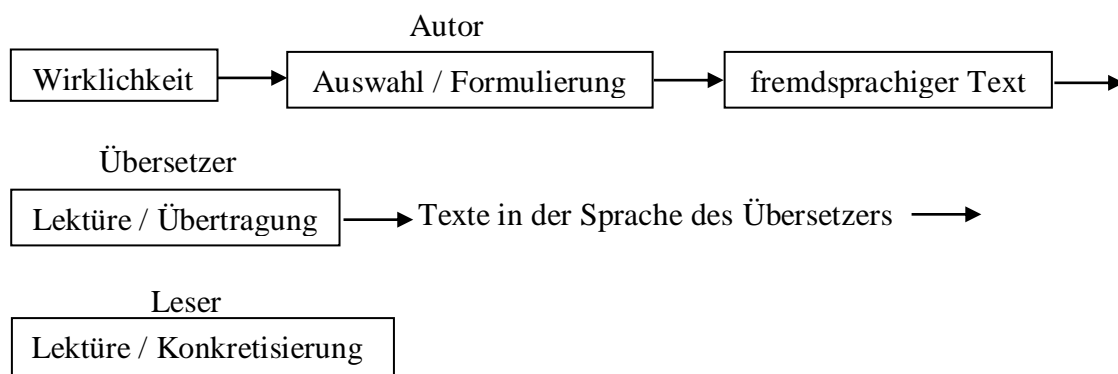 Autor
Wirklichkeit Auswahl / Formulierung fremdsprachiger Text
Übersetzer
Lektüre / Übertragung Texte in der Sprache des Übersetzers
Leser
Lektüre / Konkretisierung